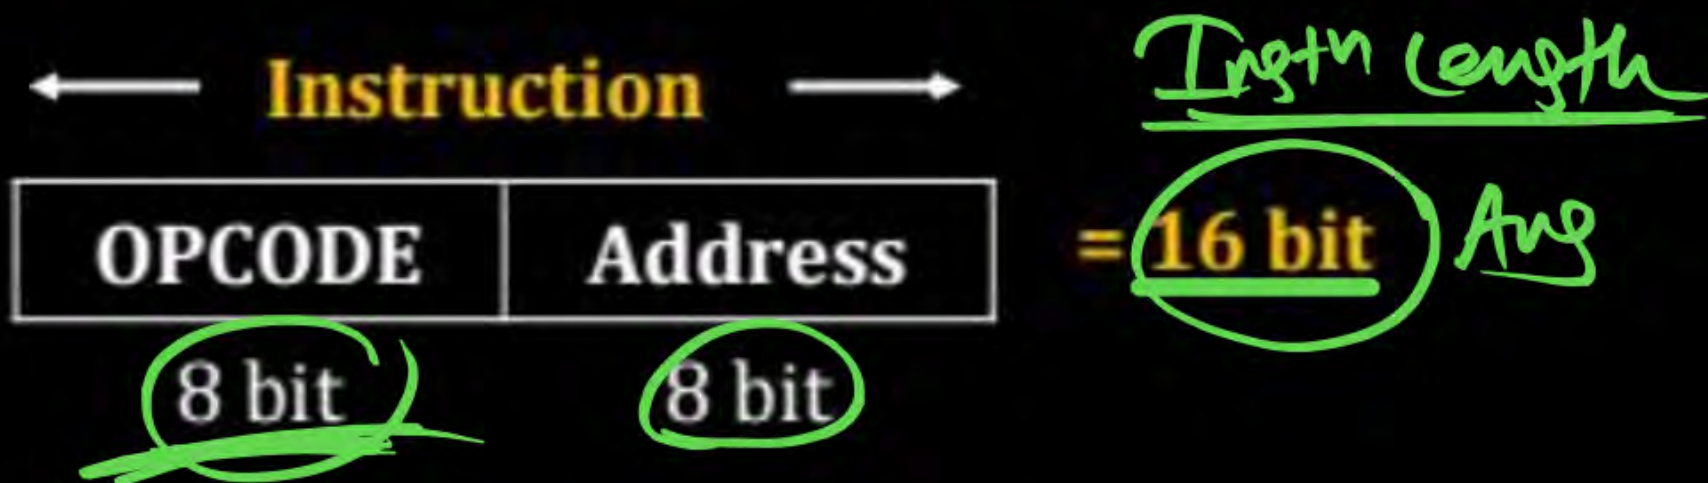 Instruction
Instn Length
OPCODE Address = 16 bit Ans
8 bit 8 bit